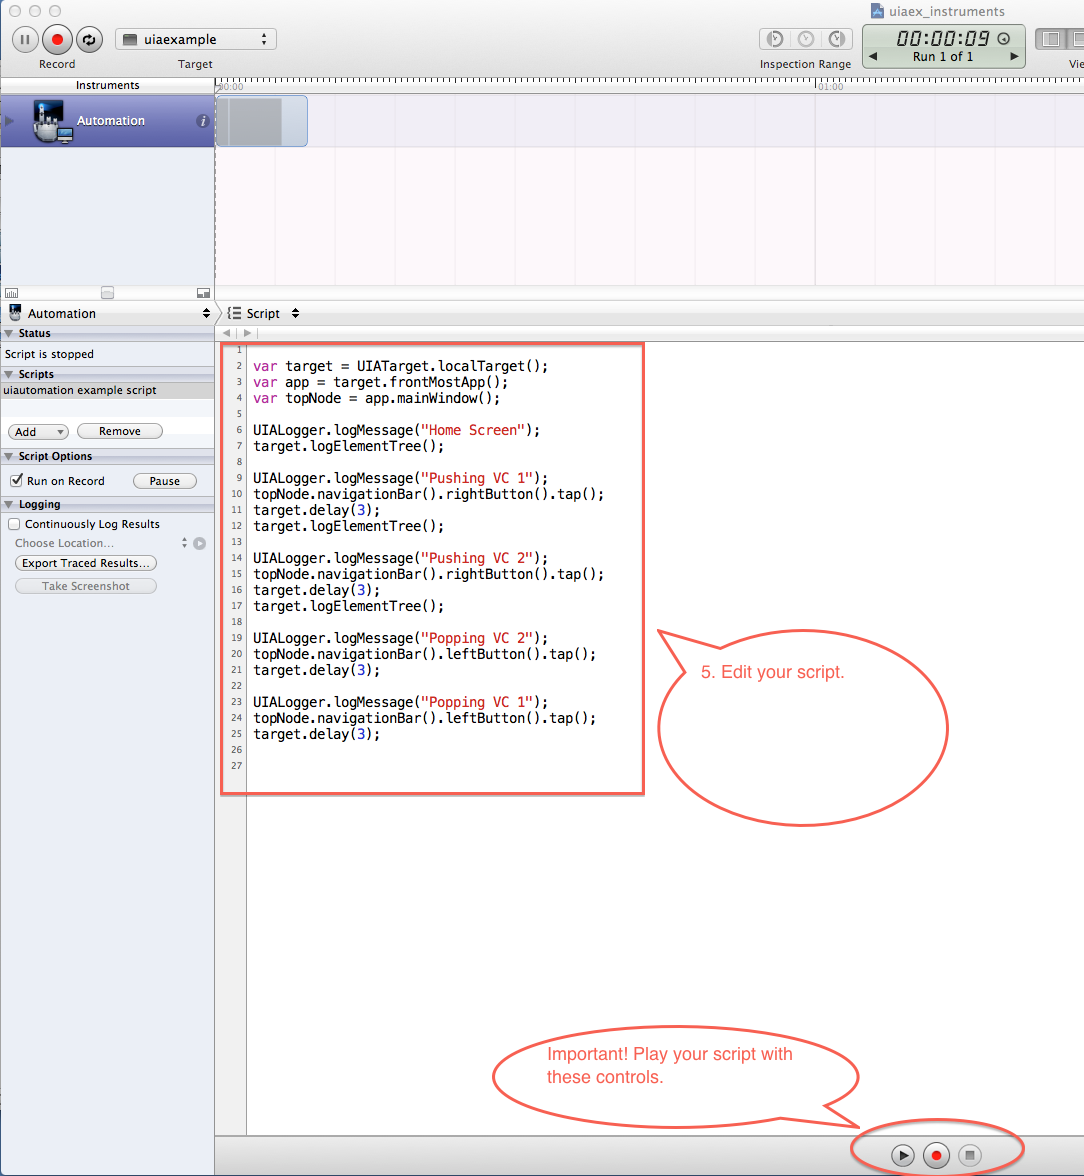 uiaex_instruments
uiaexample
00:00:09
Run 1 of 1
Record
Target
Inspection Range
Vie
Instruments
00:00
01:00
Automation
i
Automation
Script
Status
Script is stopped
Scripts
uiautomation example script
Add
Remove
Script Options
Run on Record
Pause
Logging
Continuously Log Results
Choose Location...
Export Traced Results...
Take Screenshot
1
2 var target = UIATarget.localTarget();
3 var app = target.frontMostApp();
4 var topNode = app.mainWindow();
5
6 UIALogger.logMessage("Home Screen");
7 target.logElementTree();
8
9 UIALogger.logMessage("Pushing VC 1");
10 topNode.navigationBar().rightButton().tap();
11 target.delay(3);
12 target.logElementTree();
13
14 UIALogger.logMessage("Pushing VC 2");
15 topNode.navigationBar().rightButton().tap();
16 target.delay(3);
17 target.logElementTree();
18
19 UIALogger.logMessage("Popping VC 2");
20 topNode.navigationBar().leftButton().tap();
21 target.delay(3);
22
23 UIALogger.logMessage("Popping VC 1");
24 topNode.navigationBar().leftButton().tap();
25 target.delay(3);
26
27
5. Edit your script.
Important! Play your script with
these controls.